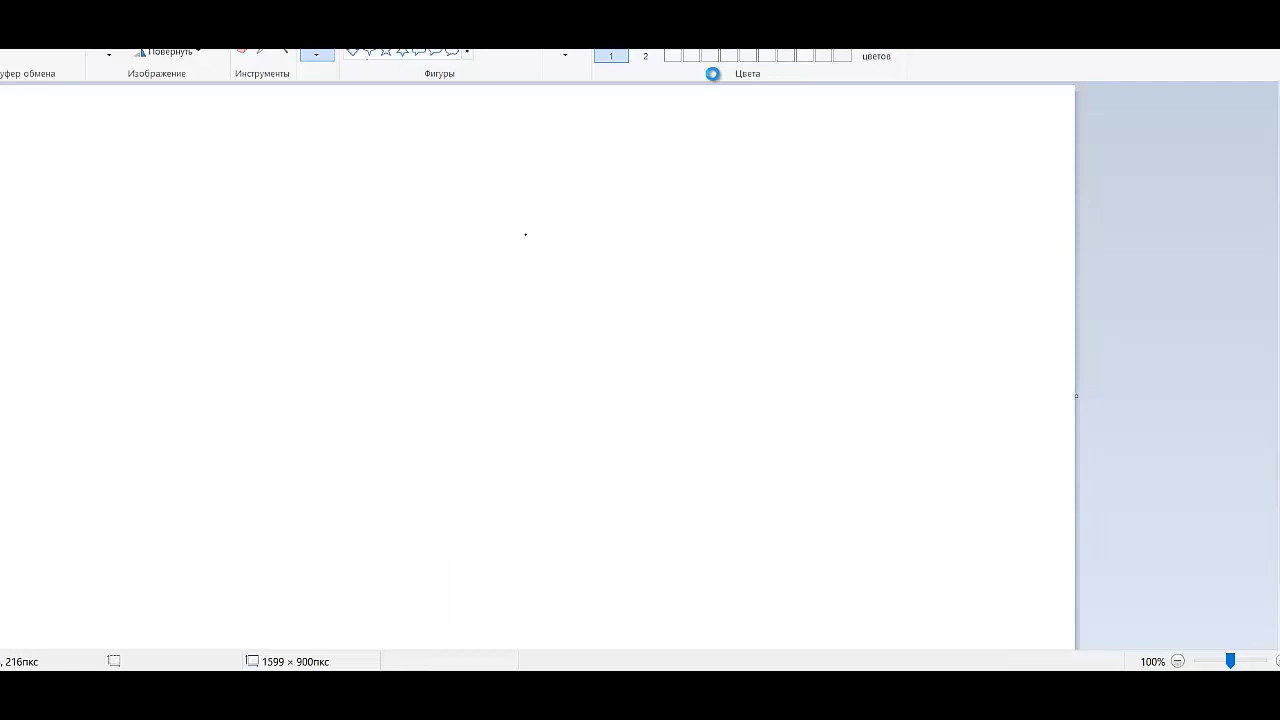 Повернуть
1 2 цветов
уфер обмена Изображение Инструменты Фигуры Цвета
, 216пкс 1599 × 900пкс 100%